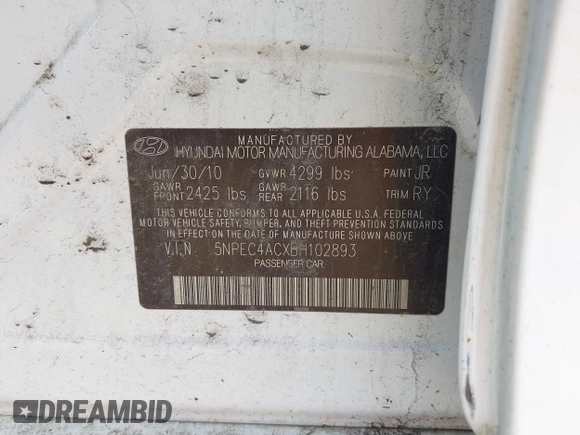 MANUFACTURED BY
HYUNDAI MOTOR MANUFACTURING ALABAMA, LLC
Jun/30/10 GVWR 4299 lbs PAINT JR
GAWR FRONT 2425 lbs GAWR REAR 2116 lbs TRIM RY
THIS VEHICLE CONFORMS TO ALL APPLICABLE U.S.A. FEDERAL
MOTOR VEHICLE SAFETY, BUMPER, AND THEFT PREVENTION STANDARDS
IN EFFECT ON THE DATE OF MANUFACTURE SHOWN ABOVE.
V.I.N 5NPEC4ACXBH102893
PASSENGER CAR
DREAMBID